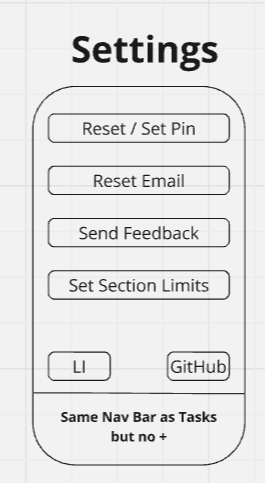 Settings
Reset / Set Pin
Reset Email
Send Feedback
Set Section Limits
LI
GitHub
Same Nav Bar as Tasks
but no +